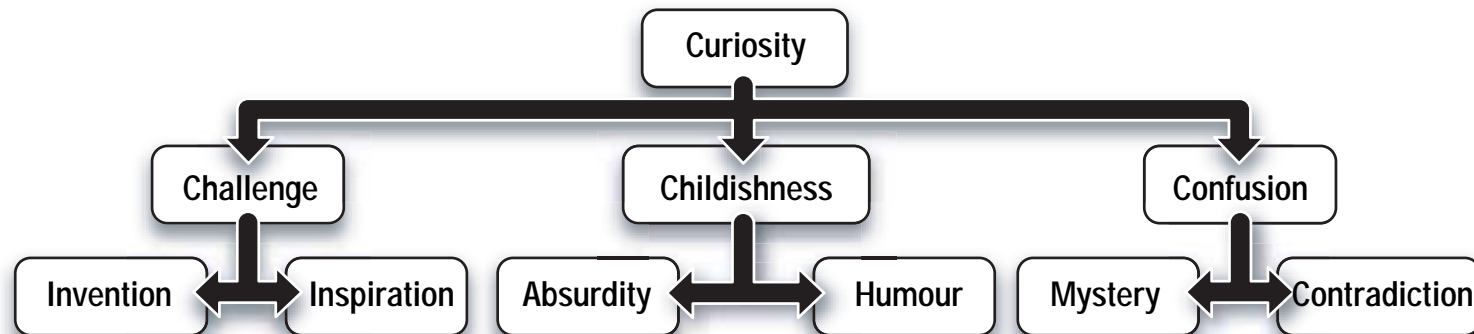 Curiosity
Challenge
Childishness
Confusion
Invention
Inspiration
Absurdity
Humour
Mystery
Contradiction